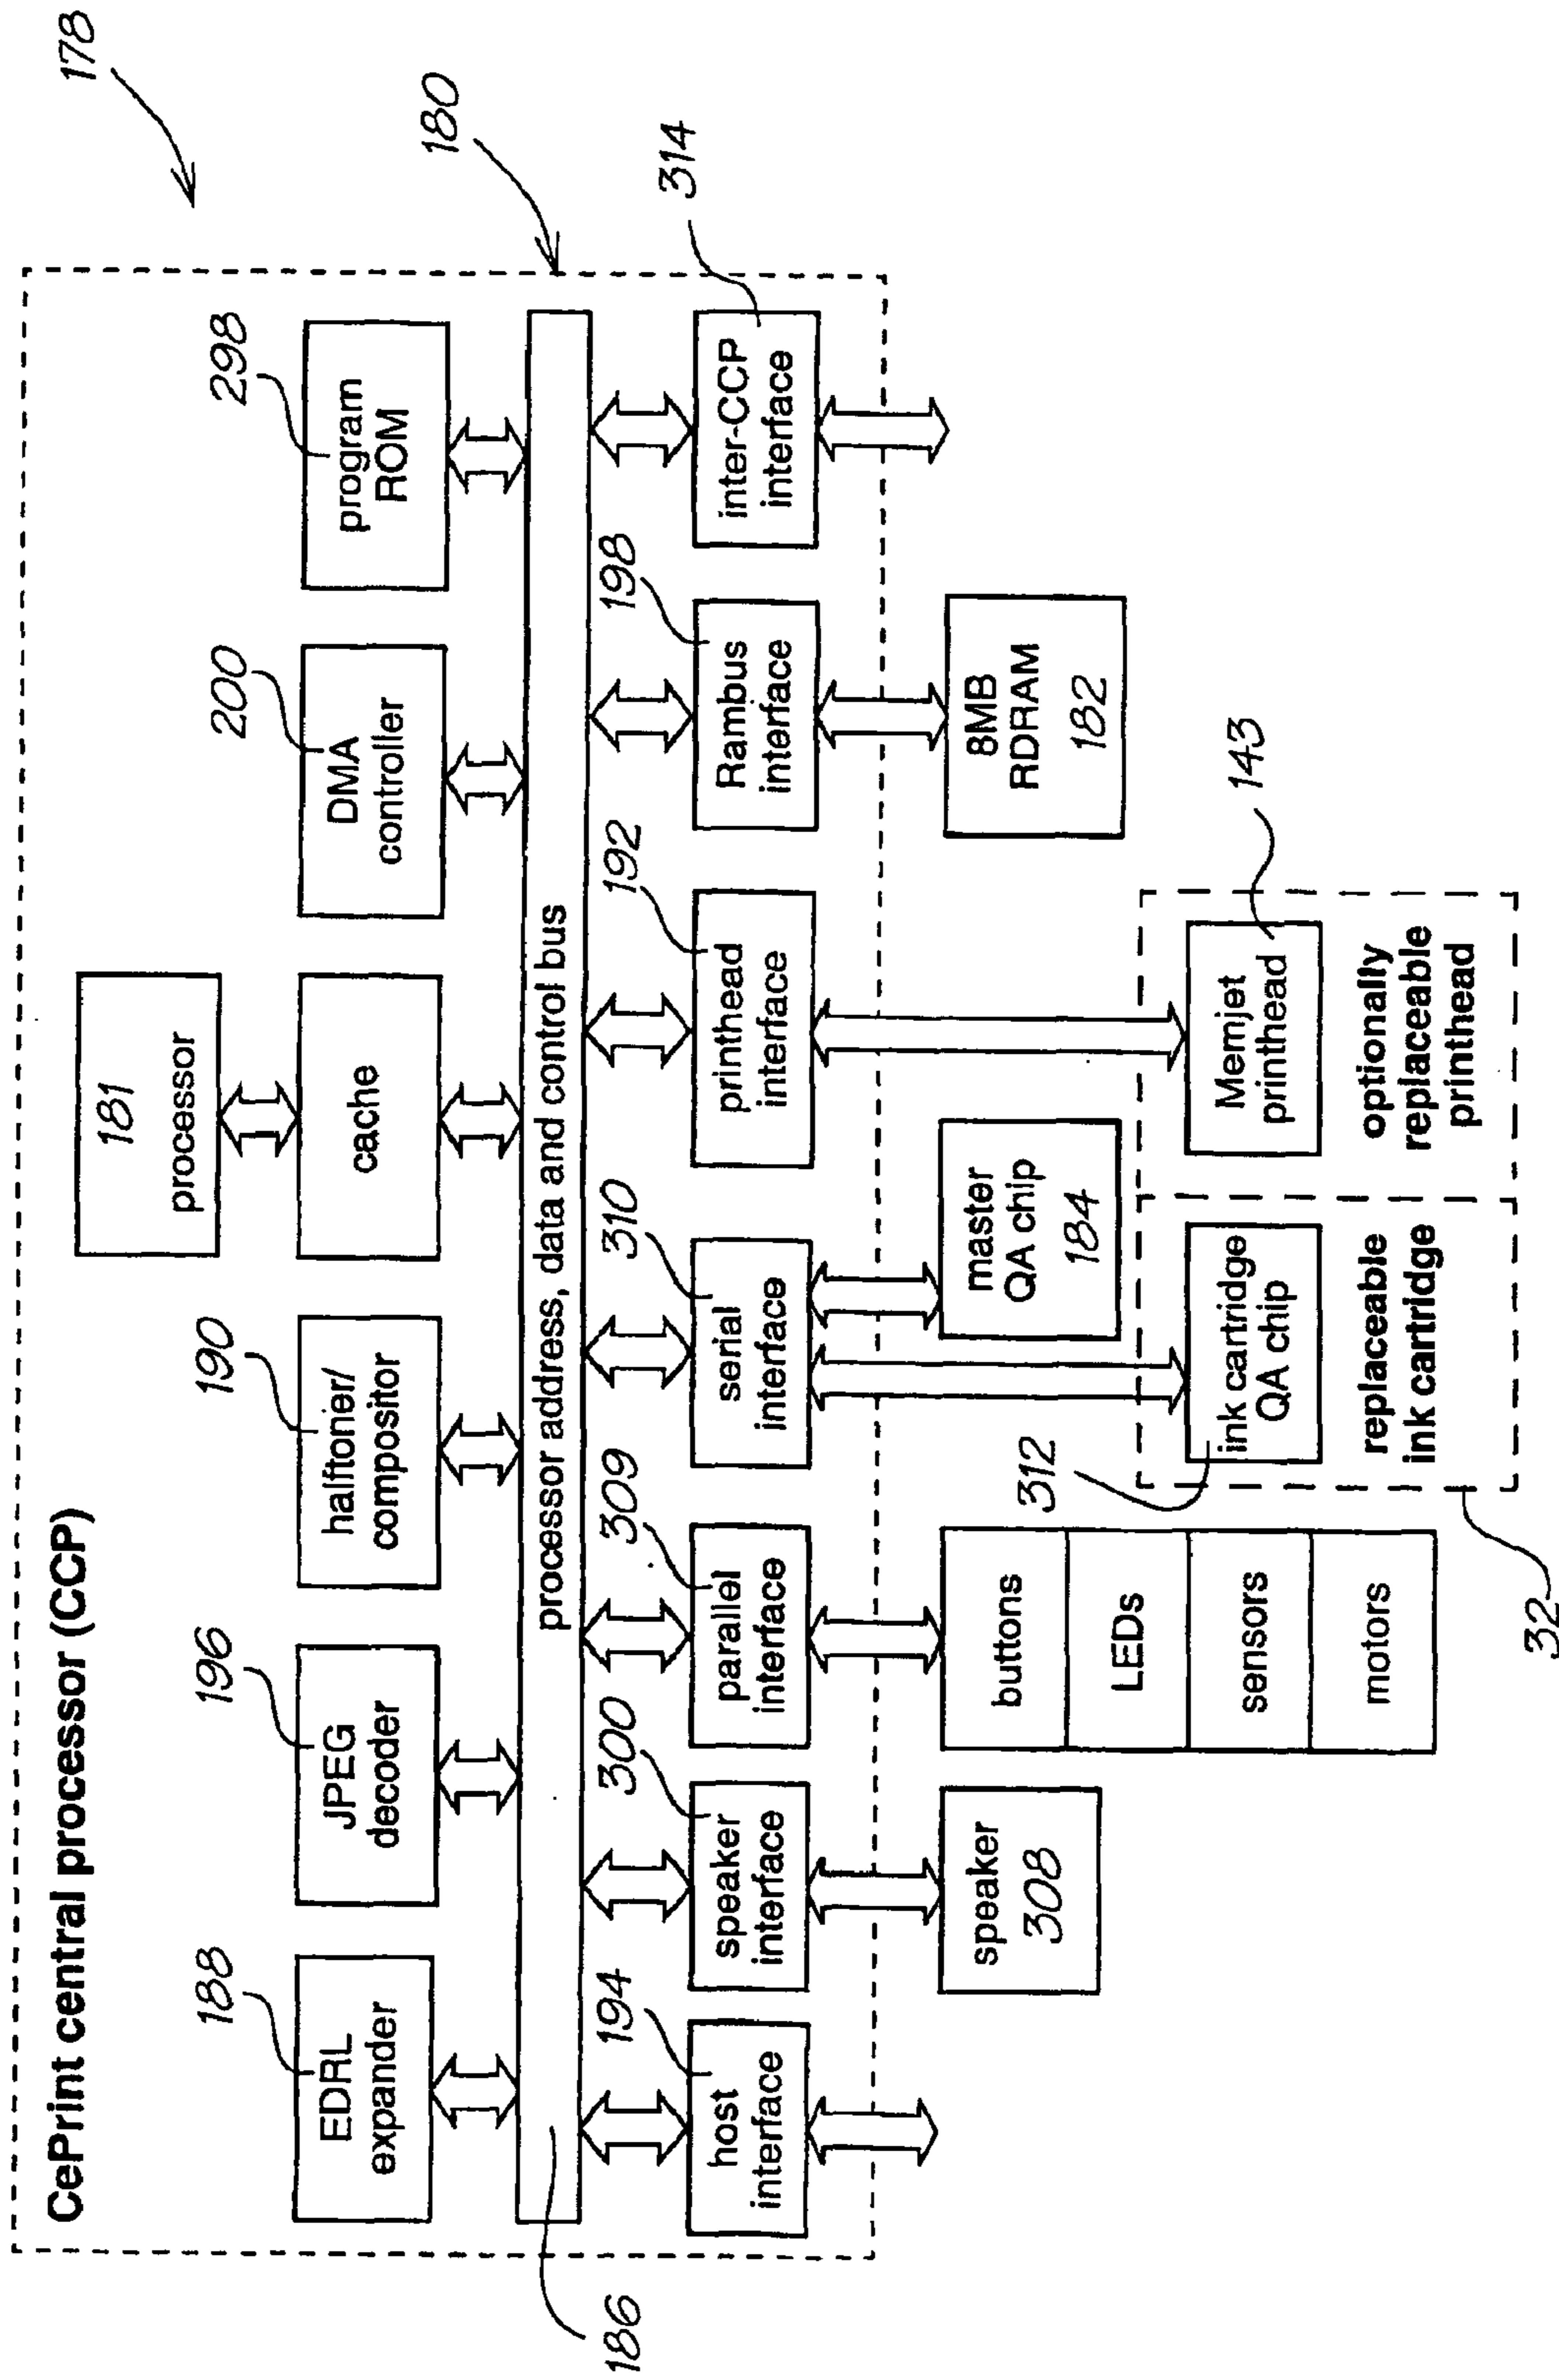 178
CePrint central processor (CCP)
181
processor
188
EDRL
expander
196
JPEG
decoder
190
halftoner/
compositor
cache
200
DMA
controller
298
program
ROM
180
186
processor address, data and control bus
194
host
interface
300
speaker
interface
309
parallel
interface
310
serial
interface
192
printhead
interface
198
Rambus
interface
314
inter-CCP
interface
speaker
308
buttons
LEDs
sensors
motors
master
QA chip
184
8MB
RDRAM
182
312
ink cartridge
QA chip
replaceable
ink cartridge
143
Memjet
printhead
optionally
replaceable
printhead
32